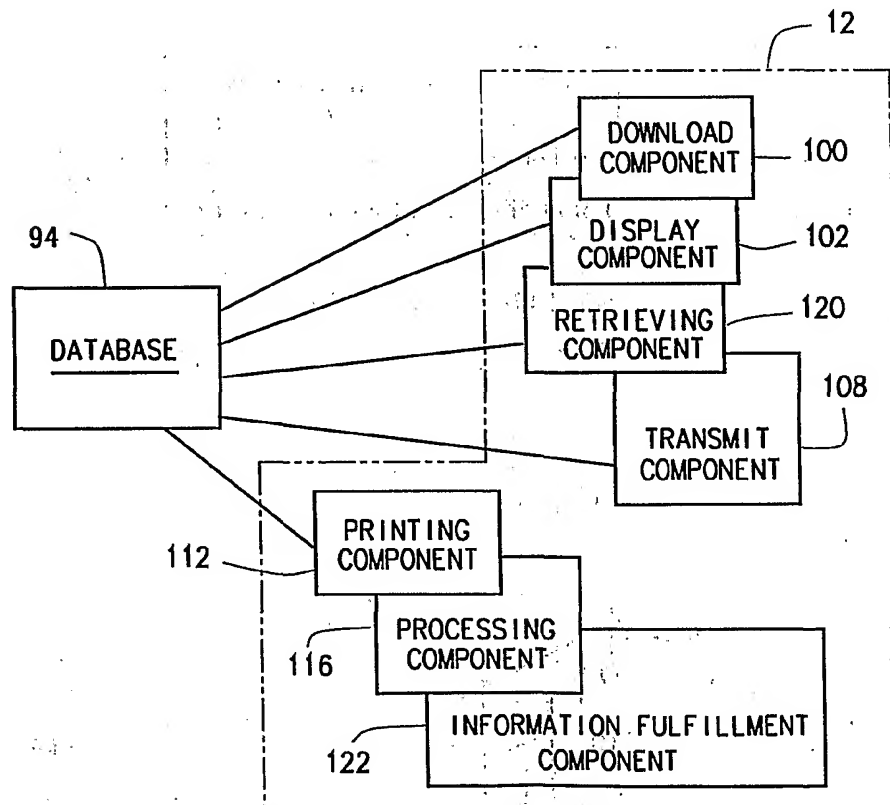 12
DOWNLOAD
COMPONENT
100
94
DISPLAY
COMPONENT
102
DATABASE
RETRIEVING
COMPONENT
120
108
TRANSMIT
COMPONENT
PRINTING
COMPONENT
112
PROCESSING
COMPONENT
116
INFORMATION FULFILLMENT
COMPONENT
122